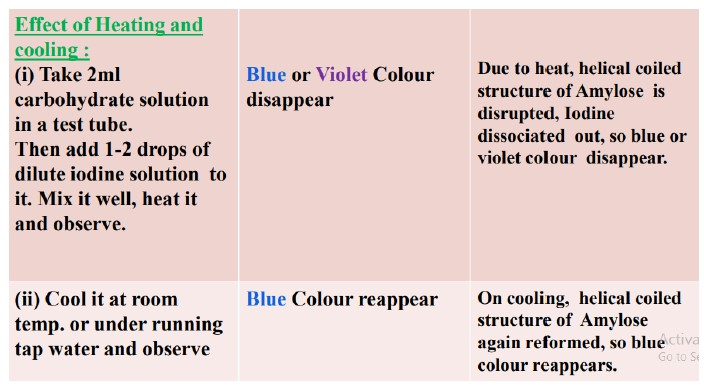 Effect of Heating and
cooling :
(i) Take 2ml
carbohydrate solution
in a test tube.
Then add 1-2 drops of
dilute iodine solution to
it. Mix it well, heat it
and observe.
Blue or Violet Colour
disappear
Due to heat, helical coiled
structure of Amylose is
disrupted, Iodine
dissociated out, so blue or
violet colour disappear.
(ii) Cool it at room
temp. or under running
tap water and observe
Blue Colour reappear
On cooling, helical coiled
structure of Amylose
again reformed, so blue
colour reappears.
Activa
Go to Se